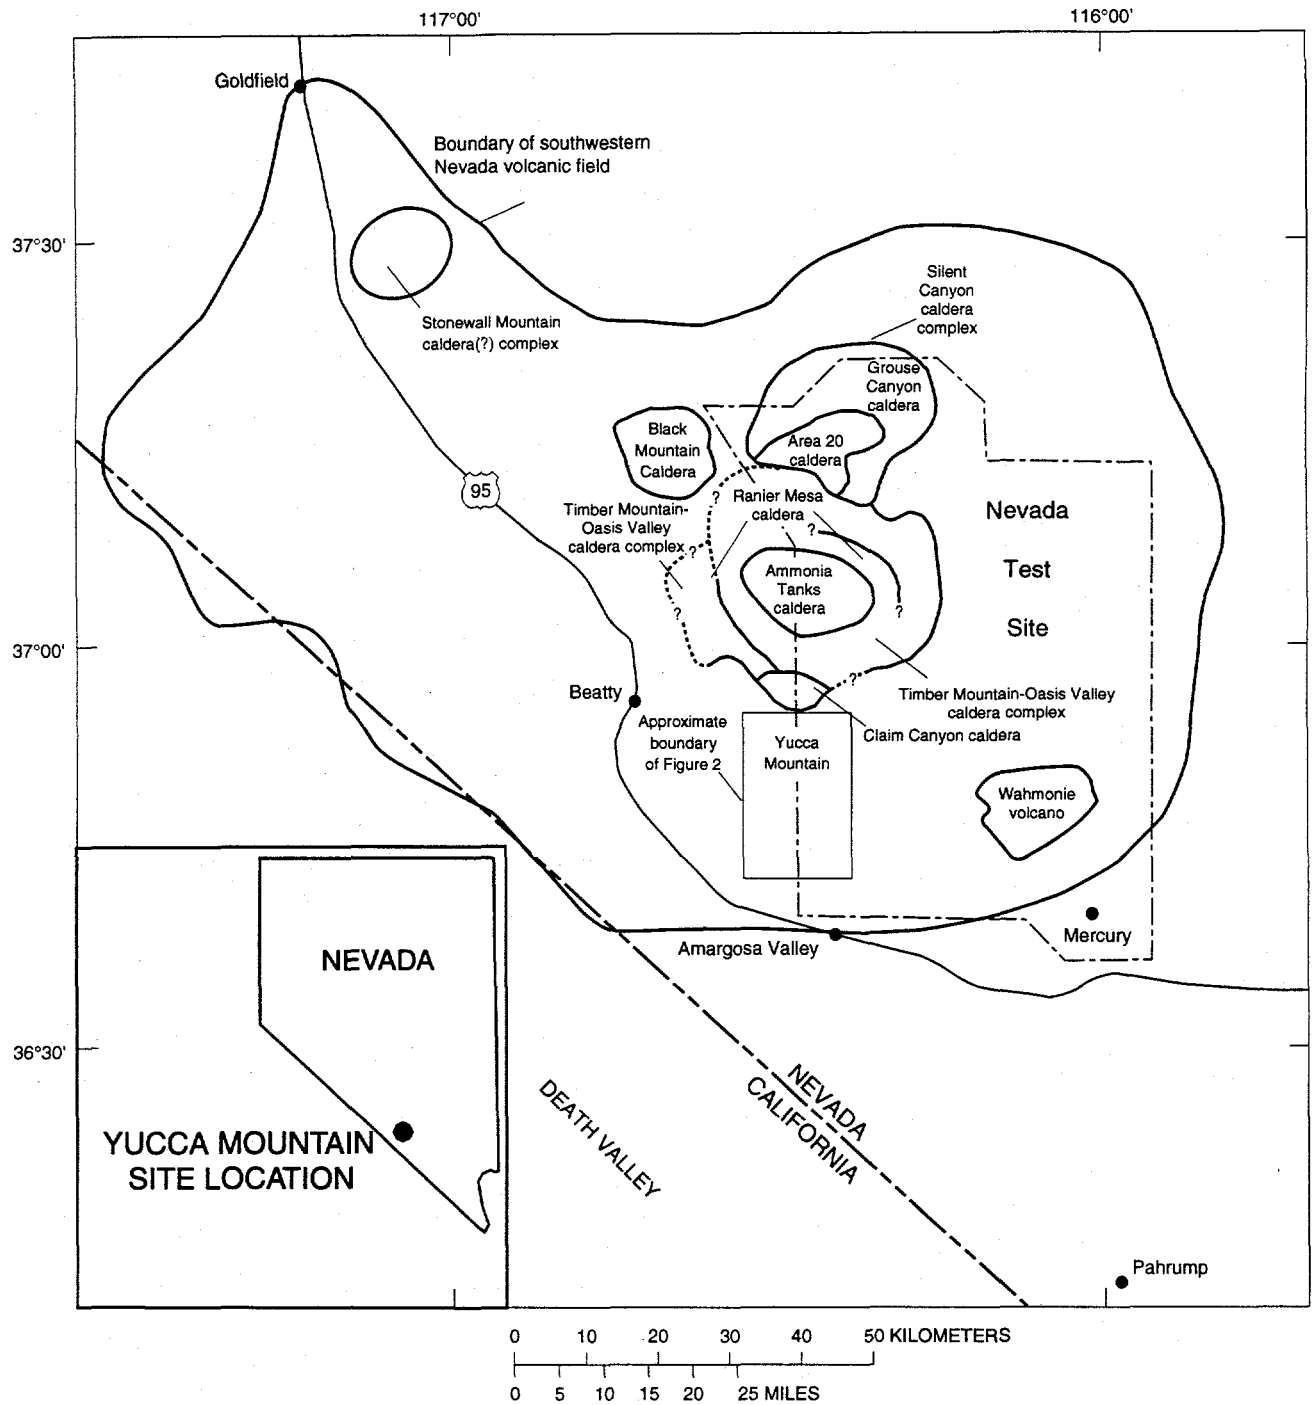 117°00'
116°00'
Goldfield
Boundary of southwestern
Nevada volcanic field
37°30'
Silent
Canyon
caldera
complex
Stonewall Mountain
caldera(?) complex
Grouse
Canyon
caldera
Black
Mountain
Caldera
Area 20
caldera
95
?
Ranier Mesa
caldera
Timber Mountain-
Oasis Valley
caldera complex
?
?
Nevada
Test
Site
Ammonia
Tanks
caldera
?
?
37°00'
?
Beatty
Timber Mountain-Oasis Valley
caldera complex
Claim Canyon caldera
Approximate
boundary
of Figure 2
Yucca
Mountain
Wahmonie
volcano
Mercury
Amargosa Valley
NEVADA
36°30'
YUCCA MOUNTAIN
SITE LOCATION
DEATH VALLEY
NEVADA
CALIFORNIA
Pahrump
0 10 20 30 40 50 KILOMETERS
0 5 10 15 20 25 MILES